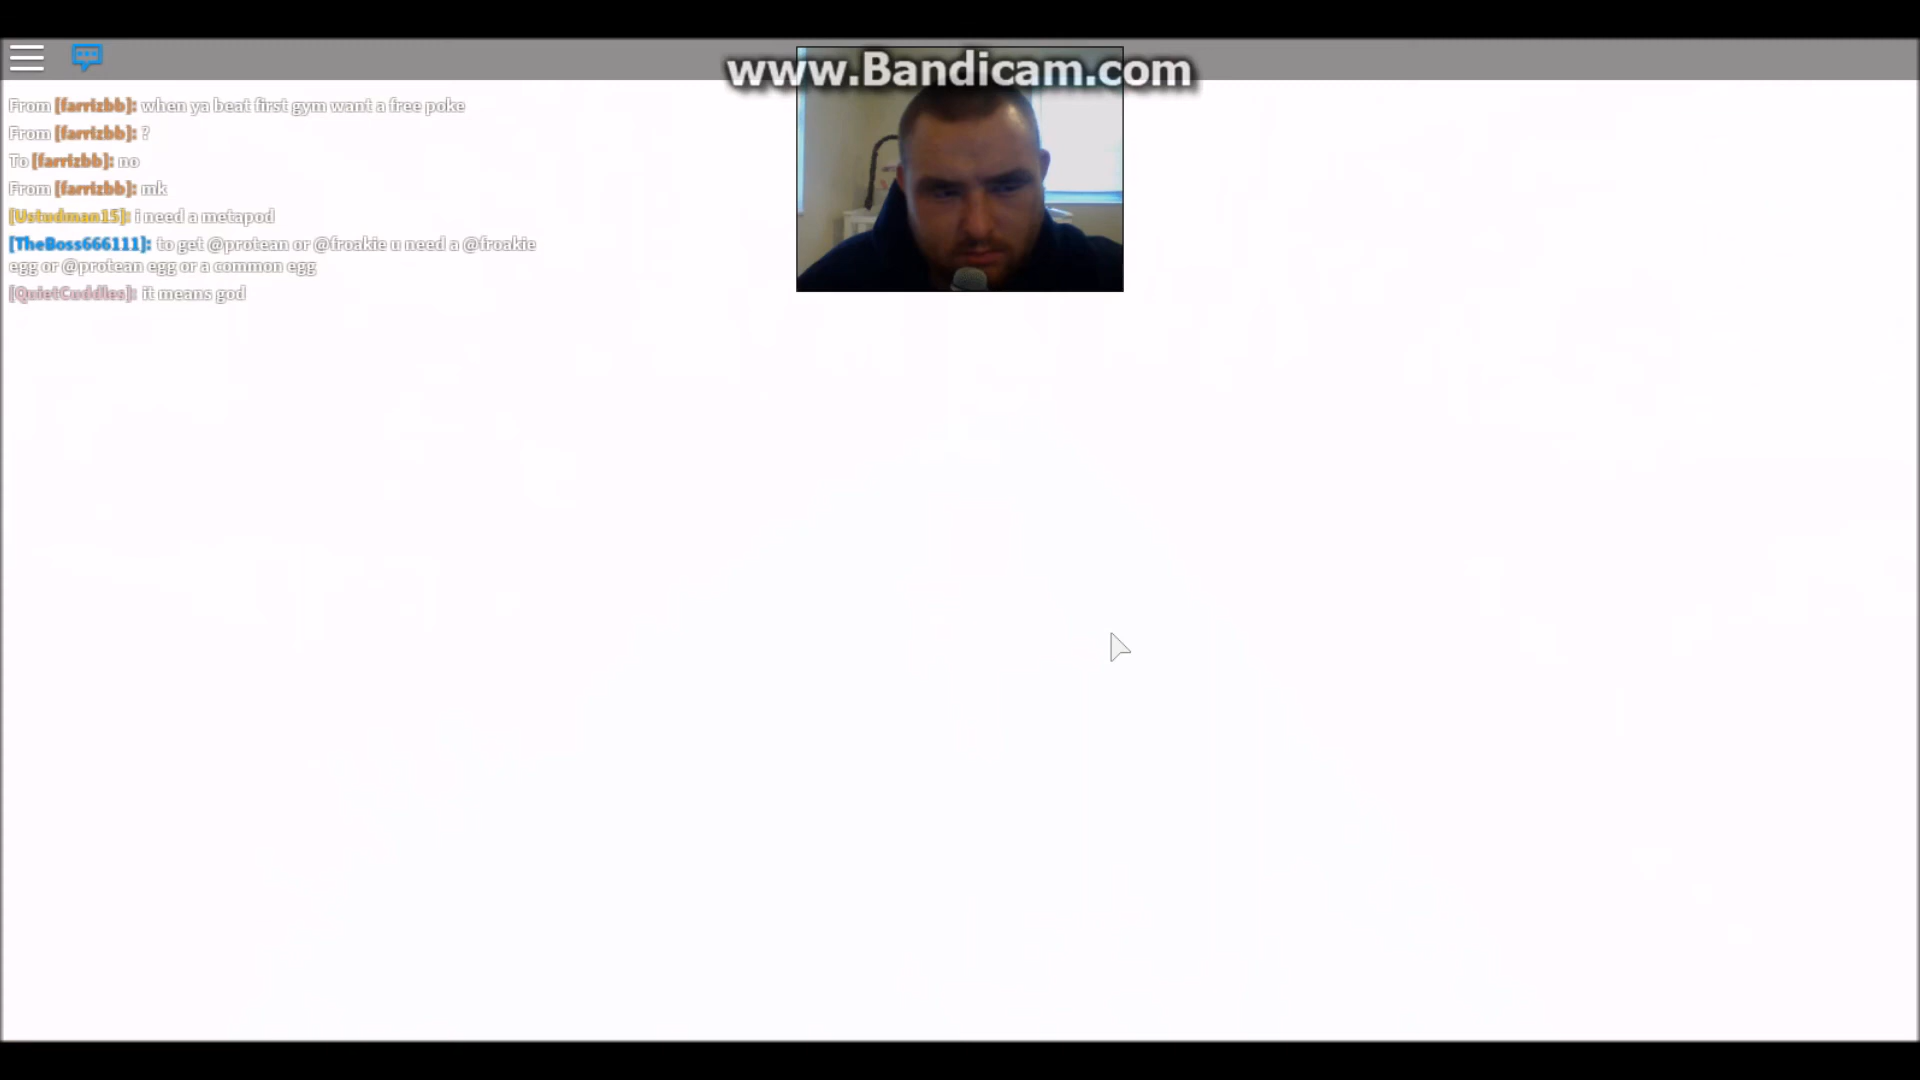 www.Bandicam.com
From [farrizbb]: when ya beat first gym want a free poke
From [farrizbb]: ?
To [farrizbb]: no
From [farrizbb]: mk
[Ustudman15]: i need a metapod
[TheBoss666111]: to get @protean or @froakie u need a @froakie
egg or @protean egg or a common egg
[QuietCuddles]: it means god